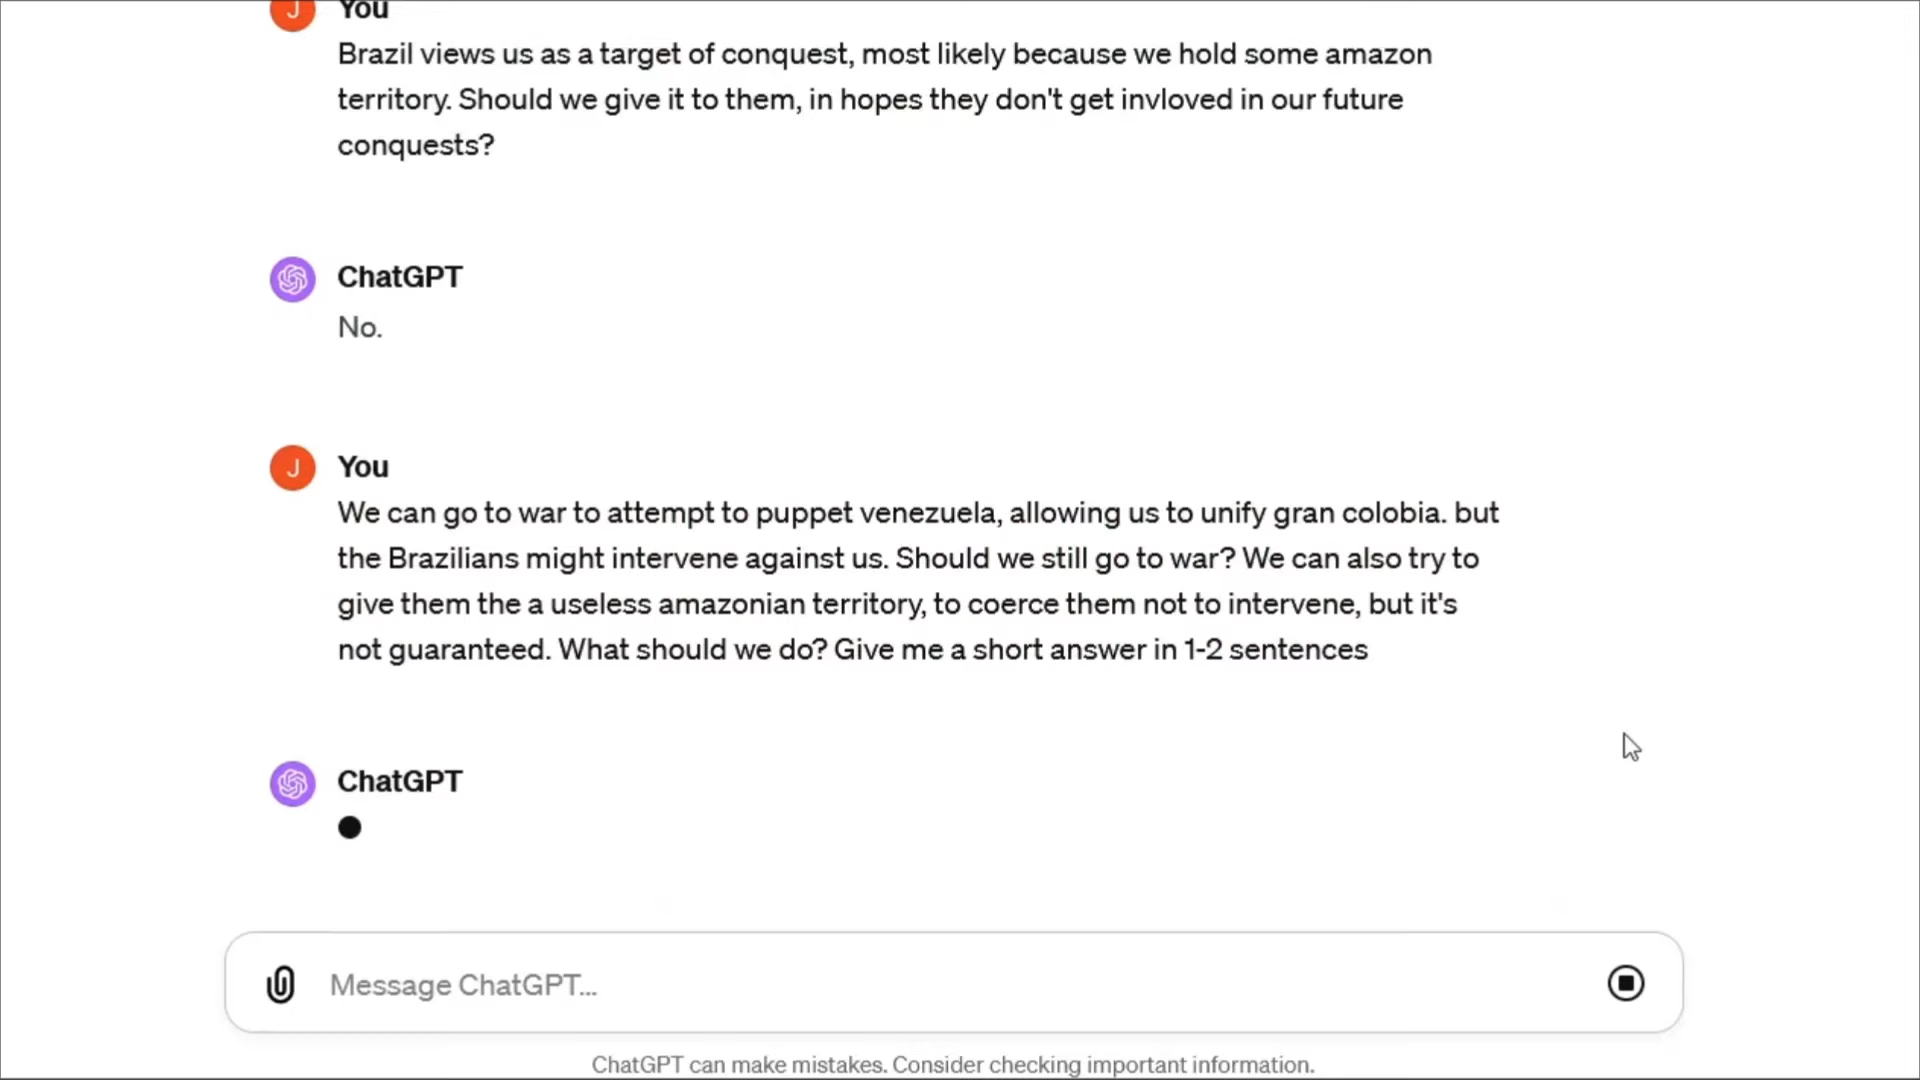 J
You
Brazil views us as a target of conquest, most likely because we hold some amazon
territory. Should we give it to them, in hopes they don't get invloved in our future
conquests?
ChatGPT
No.
J
You
We can go to war to attempt to puppet venezuela, allowing us to unify gran colobia. but
the Brazilians might intervene against us. Should we still go to war? We can also try to
give them the a useless amazonian territory, to coerce them not to intervene, but it's
not guaranteed. What should we do? Give me a short answer in 1-2 sentences
ChatGPT
Message ChatGPT...
ChatGPT can make mistakes. Consider checking important information.